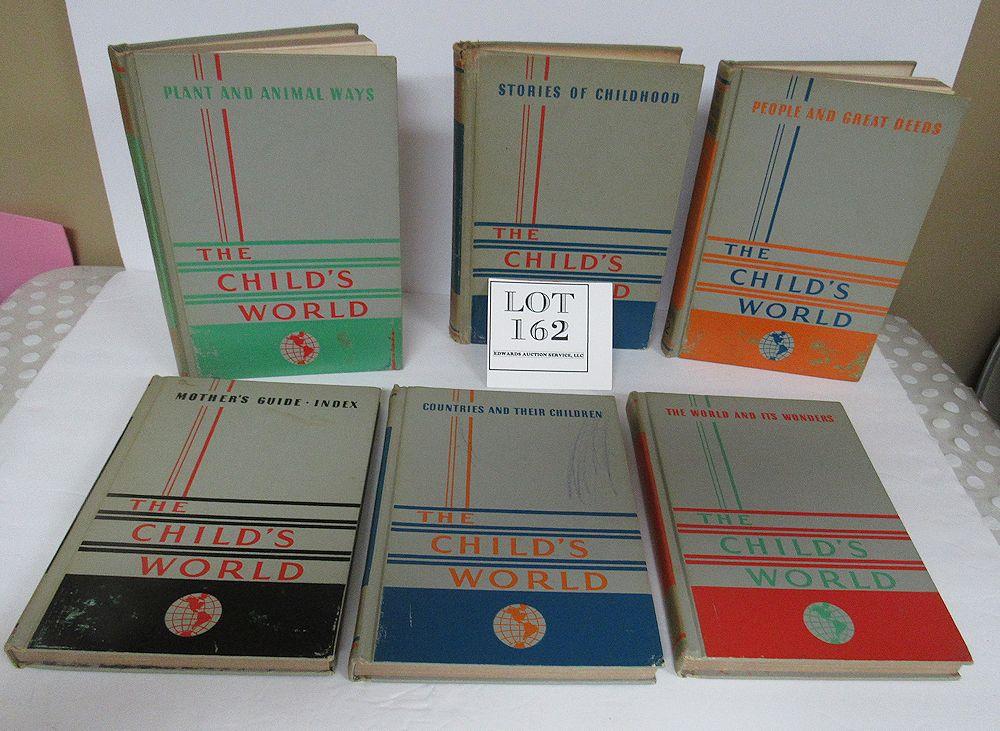 PLANT AND ANIMAL WAYS
THE
CHILD'S
WORLD
STORIES OF CHILDHOOD
THE
CHILD'S
D
LOT
162
EDWARDS AUCTION SERVICE, LLC
PEOPLE AND GREAT DEEDS
THE
CHILD'S
WORLD
MOTHER'S GUIDE · INDEX
THE
CHILD'S
WORLD
COUNTRIES AND THEIR CHILDREN
THE
CHILD'S
WORLD
THE WORLD AND ITS WONDERS
THE
CHILD'S
WORLD